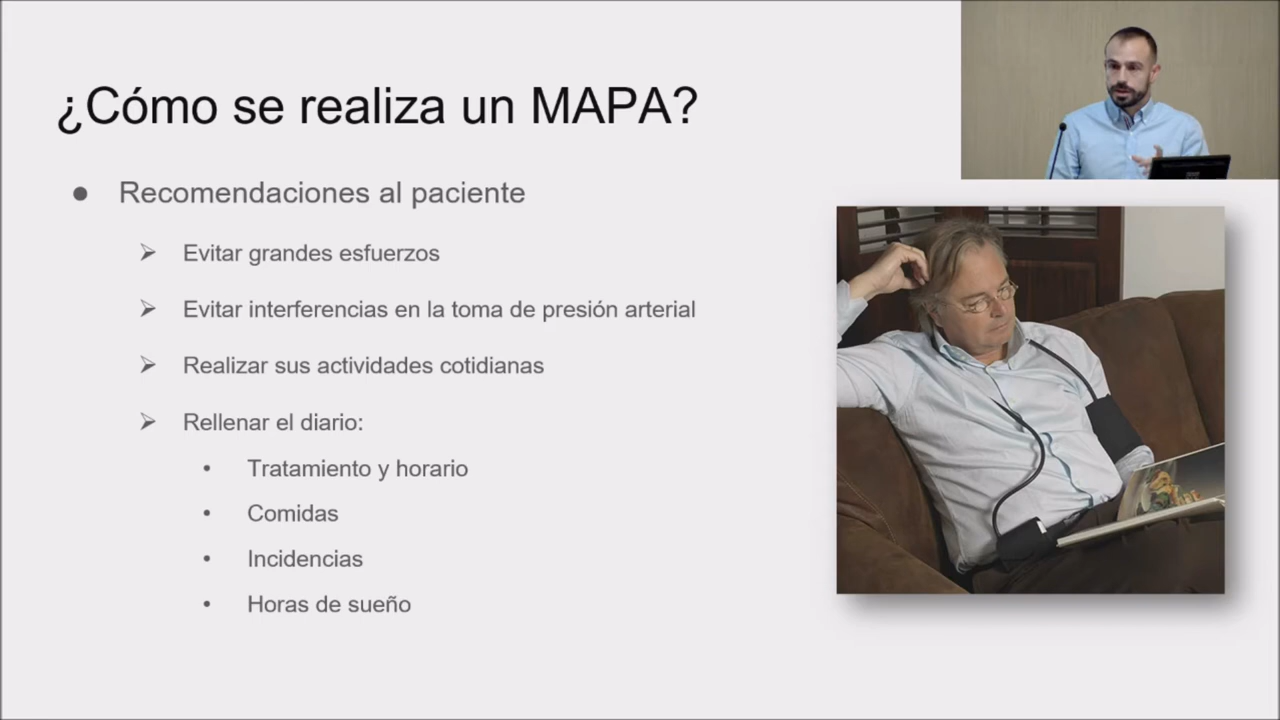 ¿Cómo se realiza un MAPA?
● Recomendaciones al paciente
➢ Evitar grandes esfuerzos
➢ Evitar interferencias en la toma de presión arterial
➢ Realizar sus actividades cotidianas
➢ Rellenar el diario:
• Tratamiento y horario
• Comidas
• Incidencias
• Horas de sueño